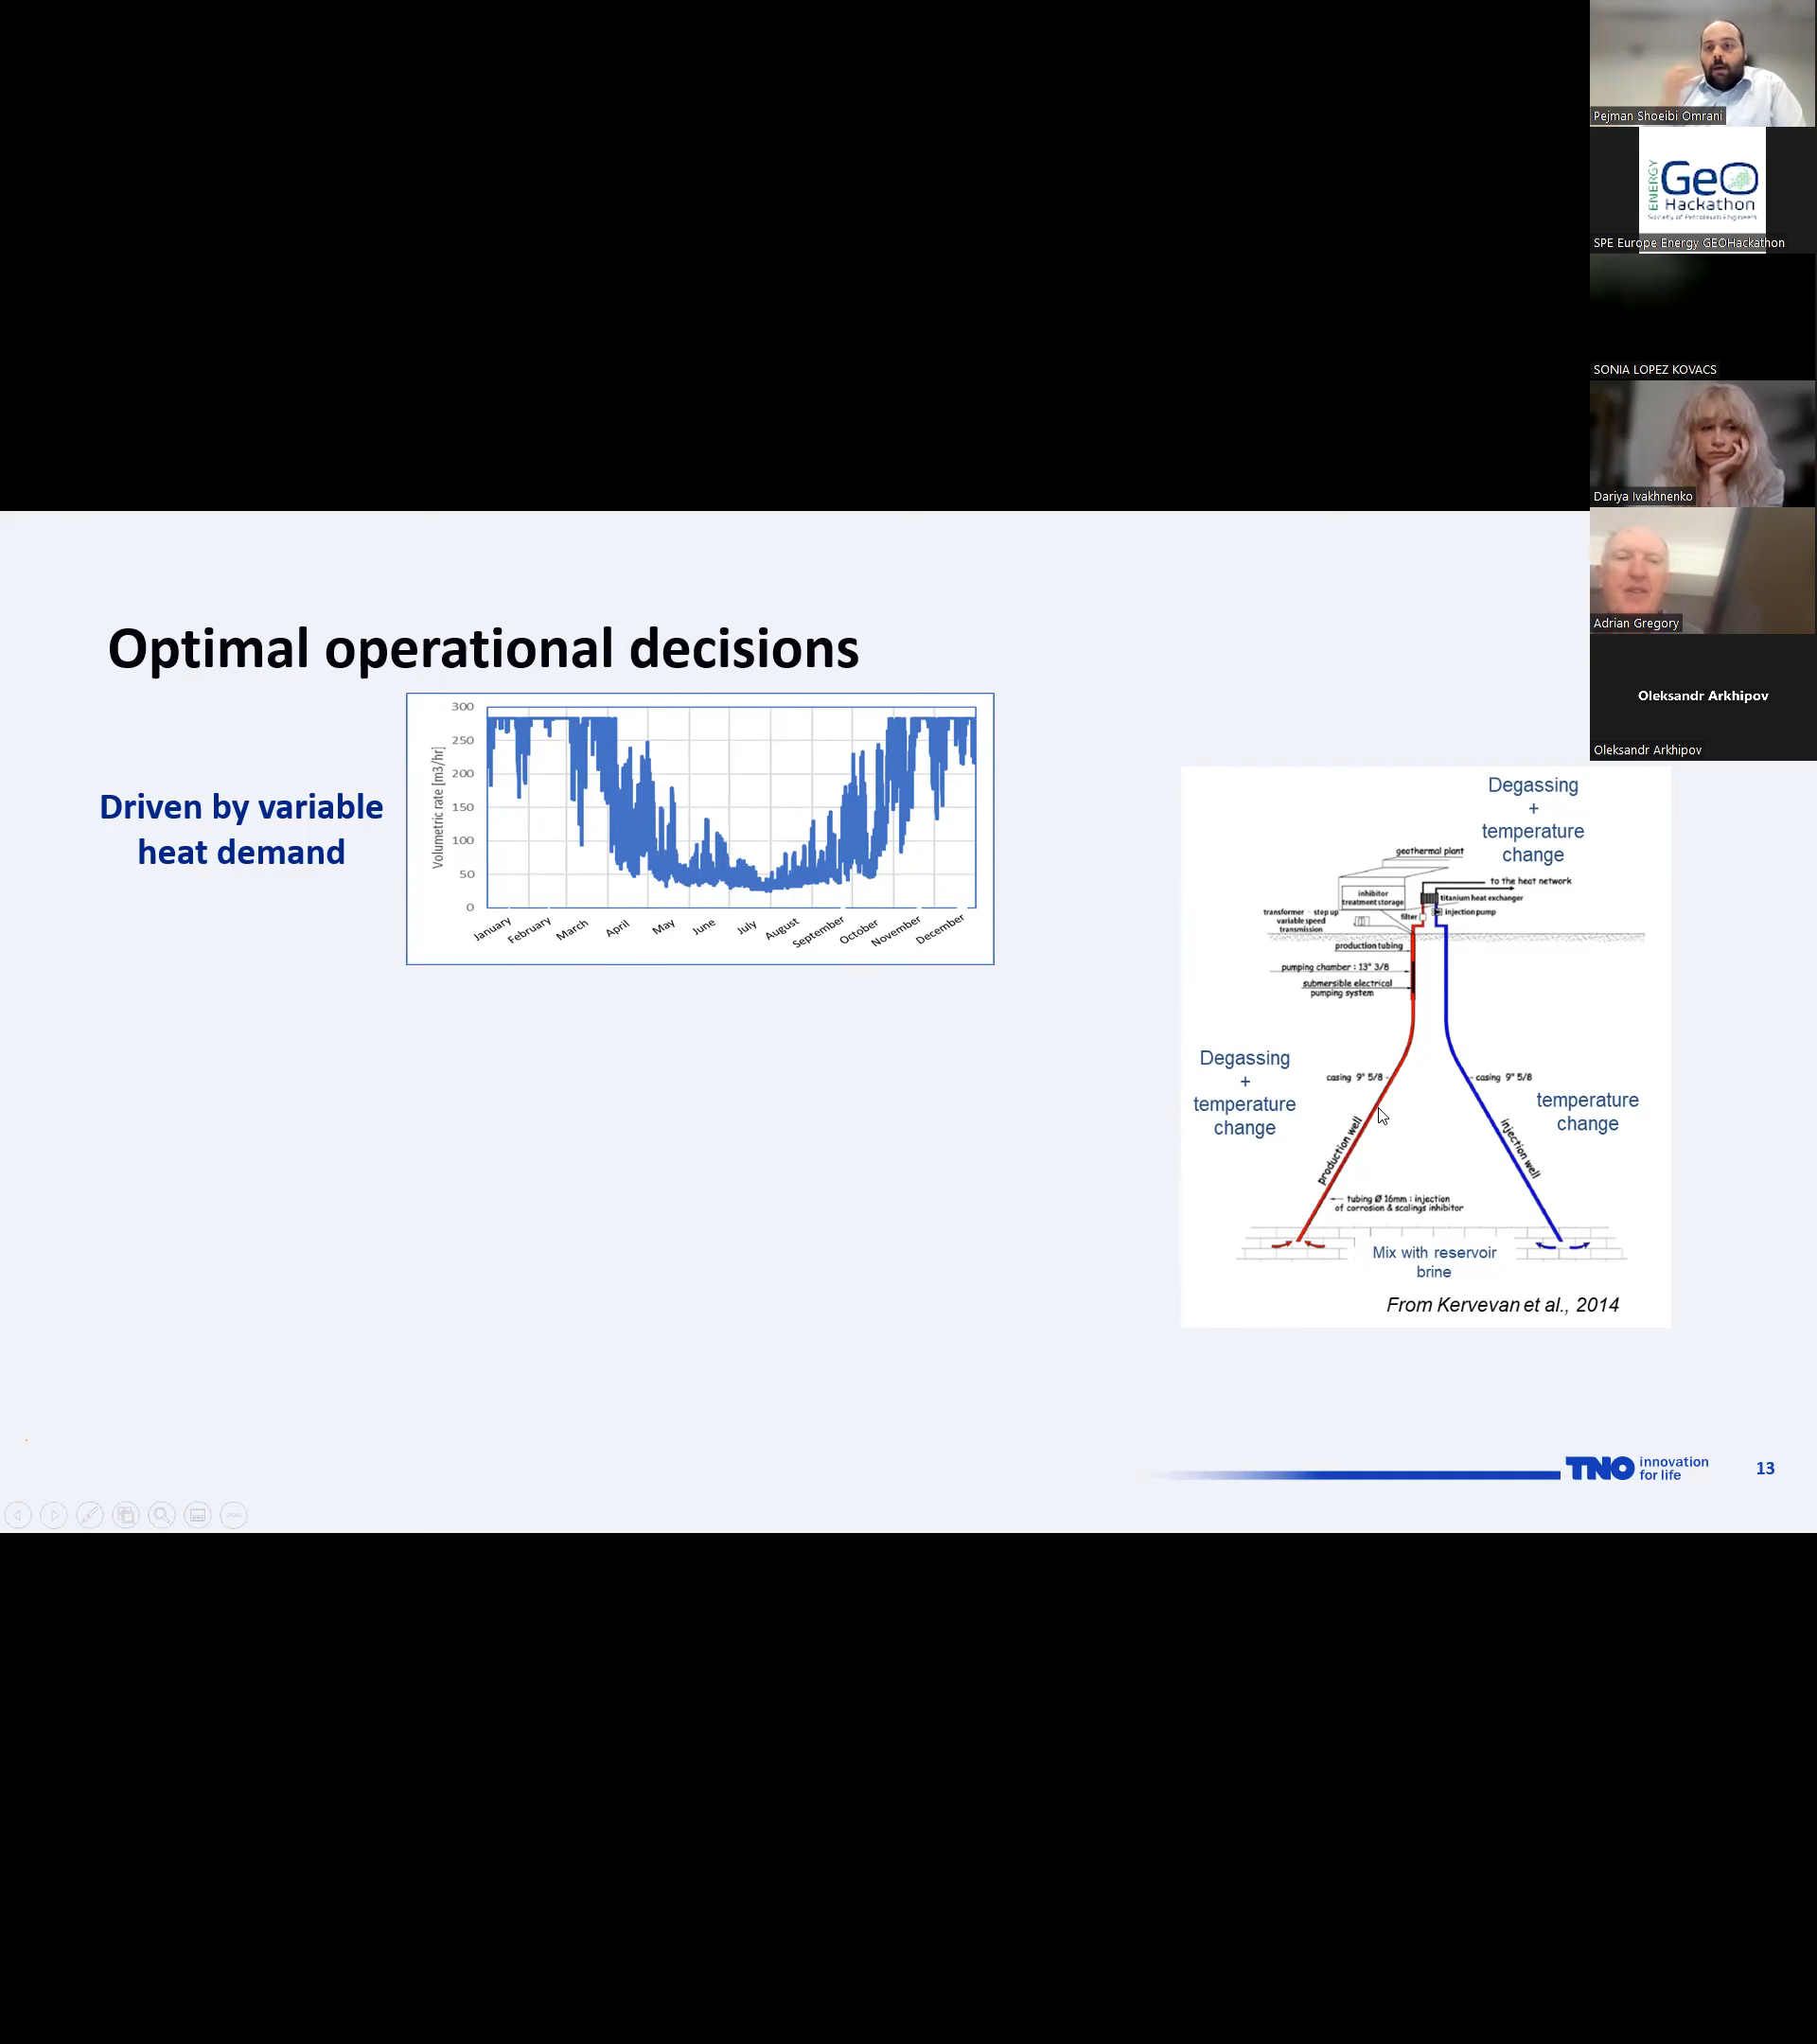 Pejman Shoeibi Omrani
ENERGY
GeO
Hackathon
Society of Petroleum Engineers
SPE Europe Energy GEOHackathon
SONIA LOPEZ KOVACS
Dariya Ivakhnenko
Adrian Gregory
Oleksandr Arkhipov
Oleksandr Arkhipov
Optimal operational decisions
Driven by variable
heat demand
Volumetric rate [m3/hr]
300
250
200
150
100
50
0
January
February
March
April
May
June
July
August
September
October
November
December
Degassing
+
temperature
change
geothermal plant
to the heat network
inhibitor
treatment storage
titanium heat exchanger
transformer - step up
variable speed
transmission
filter
injection pump
production tubing
pumping chamber : 13" 3/8
submersible electrical
pumping system
Degassing
+
temperature
change
casing 9" 5/8
casing 9" 5/8
temperature
change
production well
injection well
tubing Ø 16mm : injection
of corrosion & scalings inhibitor
Mix with reservoir
brine
From Kervevan et al., 2014
TNO innovation
for life
13